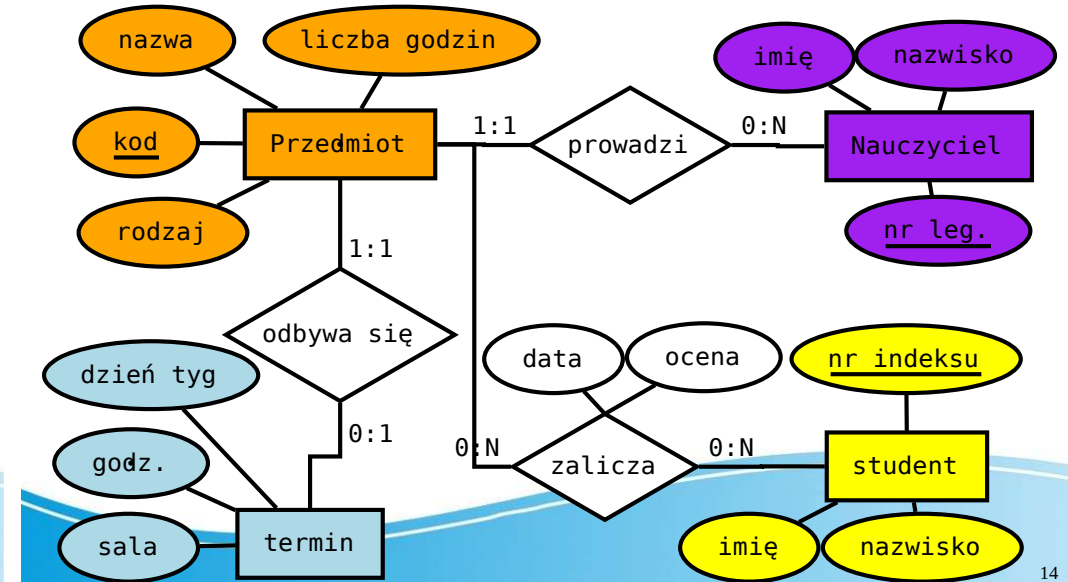 nazwa
liczba godzin
imię
nazwisko
kod
Przedmiot
1:1
prowadzi
0:N
Nauczyciel
rodzaj
nr leg.
1:1
odbywa się
dzień tyg
data
ocena
nr indeksu
0:1
0:N
0:N
godz.
zalicza
student
sala
termin
imię
nazwisko
14